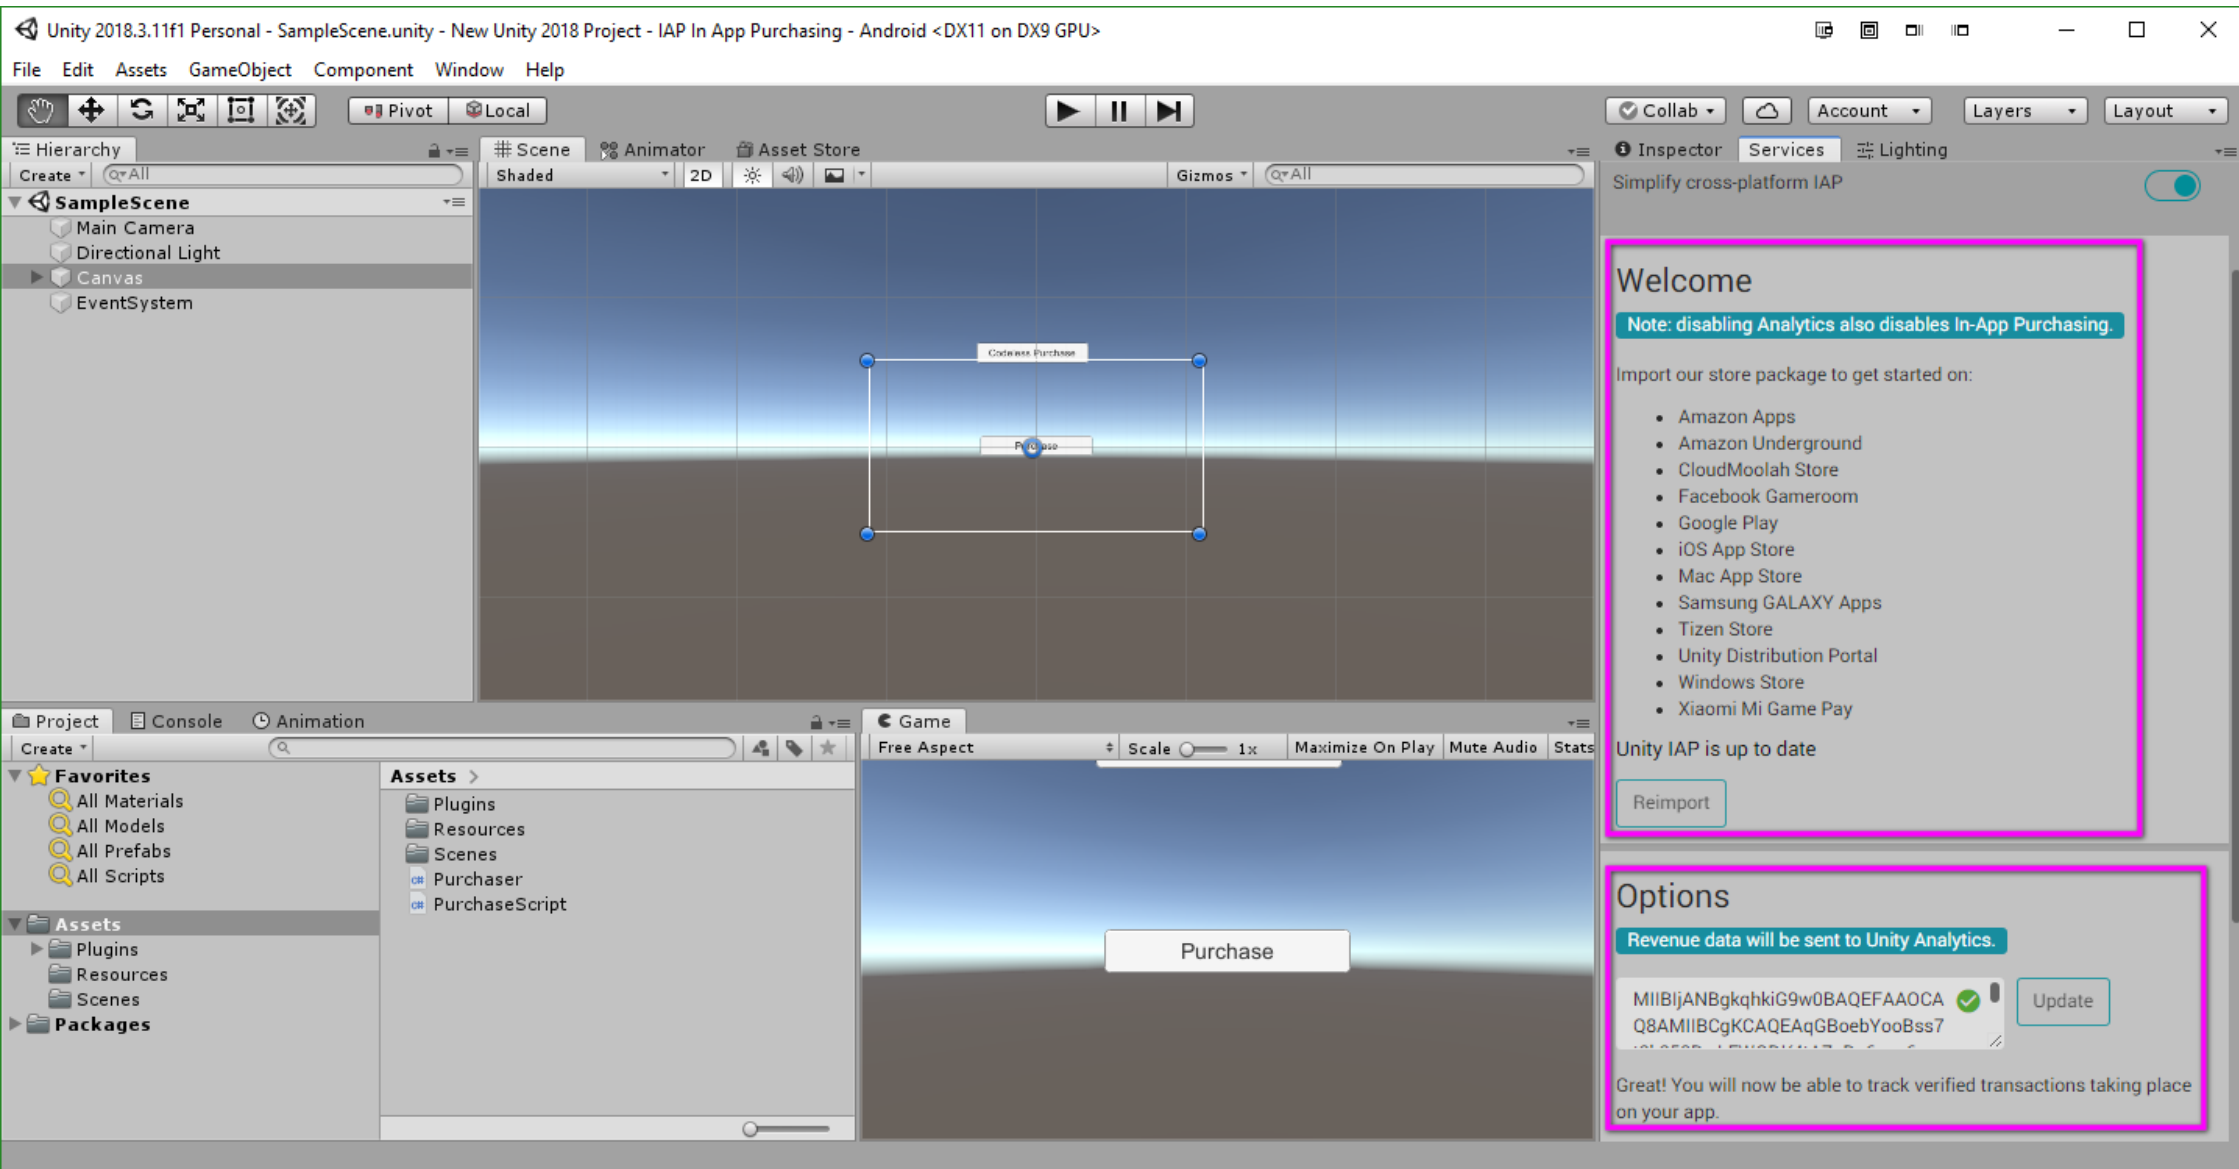 Unity 2018.3.11f1 Personal - SampleScene.unity - New Unity 2018 Project - IAP In App Purchasing - Android <DX11 on DX9 GPU>
File Edit Assets GameObject Component Window Help
Pivot Local Collab Account Layers Layout
Hierarchy
Create All
SampleScene
Main Camera
Directional Light
Canvas
EventSystem
Scene Animator Asset Store
Shaded 2D Gizmos All
Codeless Purchase
Purchase
Inspector Services Lighting
Simplify cross-platform IAP
Welcome
Note: disabling Analytics also disables In-App Purchasing.
Import our store package to get started on:
• Amazon Apps
• Amazon Underground
• CloudMoolah Store
• Facebook Gameroom
• Google Play
• iOS App Store
• Mac App Store
• Samsung GALAXY Apps
• Tizen Store
• Unity Distribution Portal
• Windows Store
• Xiaomi Mi Game Pay
Unity IAP is up to date
Reimport
Options
Revenue data will be sent to Unity Analytics.
MIIBIjANBgkqhkiG9w0BAQEFAAOCA
Q8AMIIBCgKCAQEAqGBoebYooBss7
Update
Great! You will now be able to track verified transactions taking place
on your app.
Project Console Animation
Create
Favorites
All Materials
All Models
All Prefabs
All Scripts
Assets
Plugins
Resources
Scenes
Packages
Assets >
Plugins
Resources
Scenes
Purchaser
PurchaseScript
Game
Free Aspect Scale 1x Maximize On Play Mute Audio Stats
Purchase